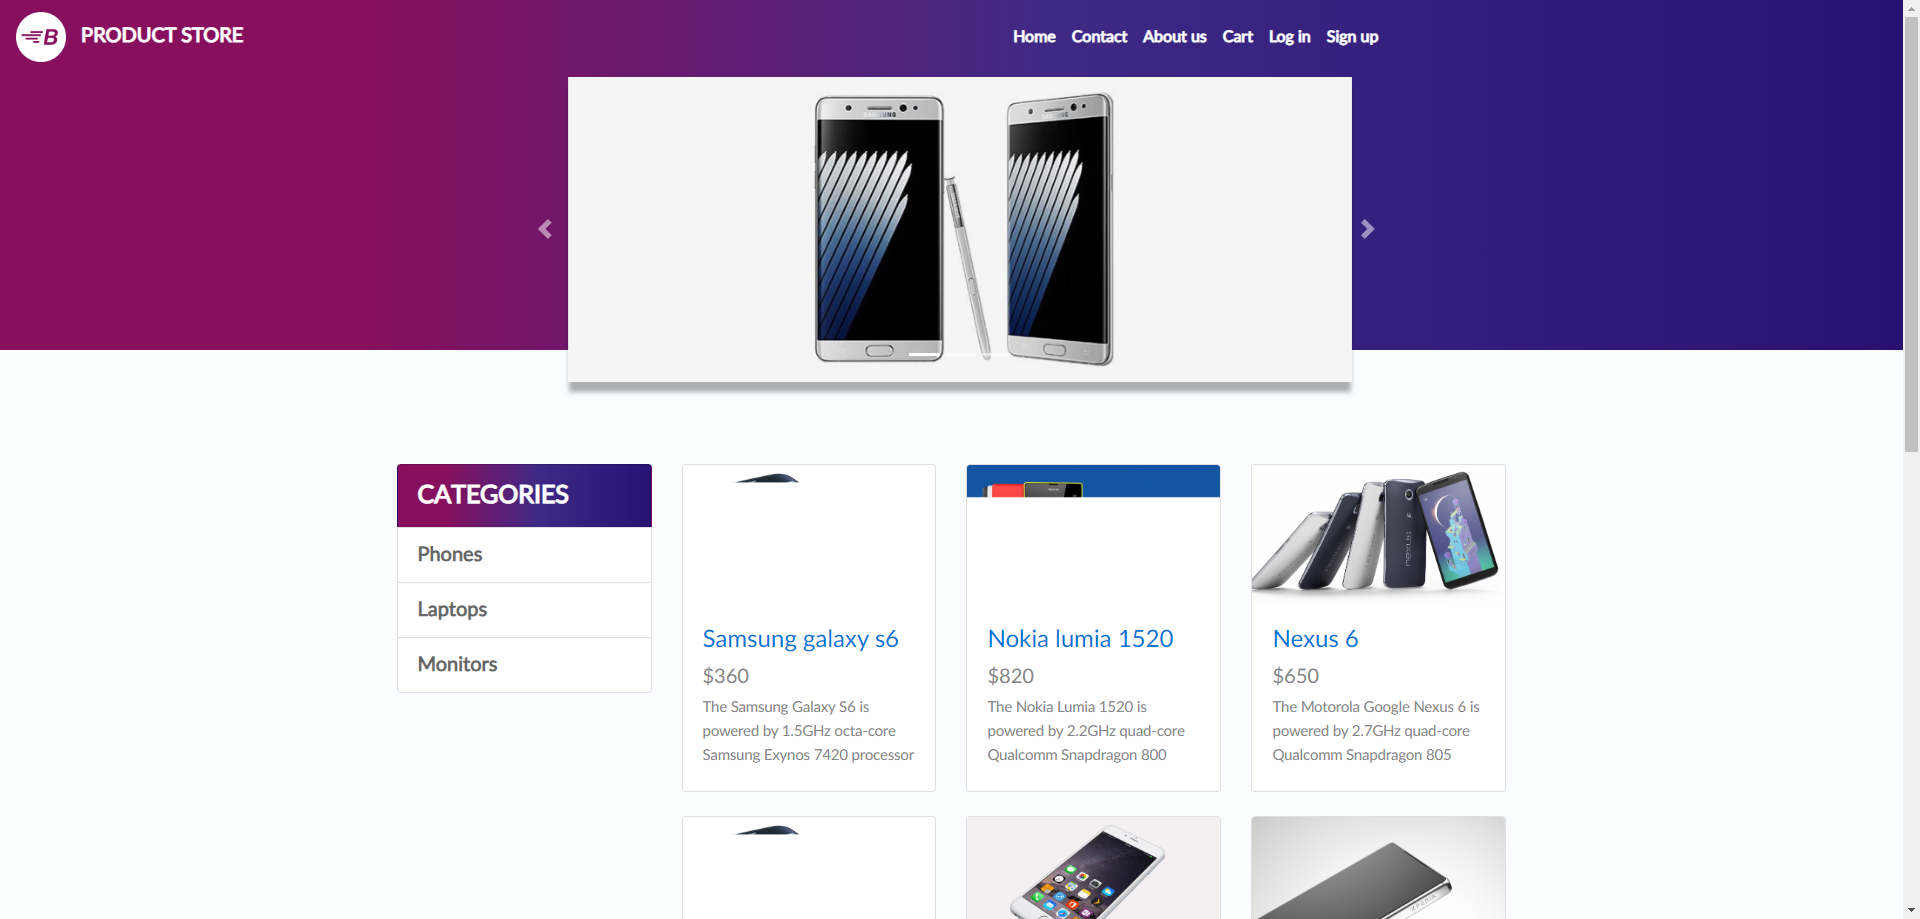 B PRODUCT STORE
Home Contact About us Cart Log in Sign up
SAMSUNG
CATEGORIES
Phones
Laptops
Monitors
Samsung galaxy s6
$360
The Samsung Galaxy S6 is
powered by 1.5GHz octa-core
Samsung Exynos 7420 processor
Nokia lumia 1520
$820
The Nokia Lumia 1520 is
powered by 2.2GHz quad-core
Qualcomm Snapdragon 800
nexus
Nexus 6
$650
The Motorola Google Nexus 6 is
powered by 2.7GHz quad-core
Qualcomm Snapdragon 805
XPERIA